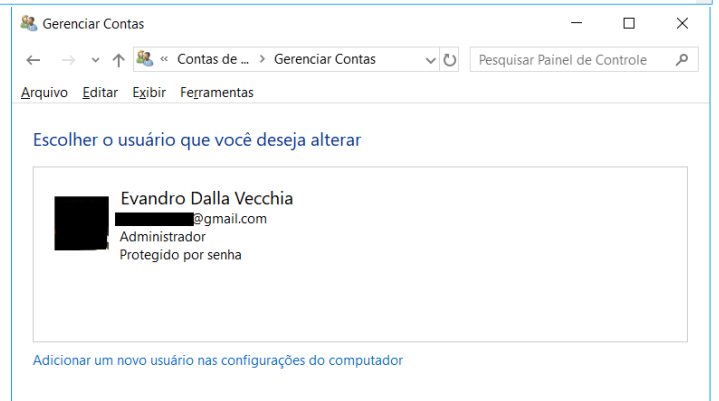 Gerenciar Contas
« Contas de ... > Gerenciar Contas Pesquisar Painel de Controle
Arquivo Editar Exibir Ferramentas
Escolher o usuário que você deseja alterar
Evandro Dalla Vecchia
@gmail.com
Administrador
Protegido por senha
Adicionar um novo usuário nas configurações do computador